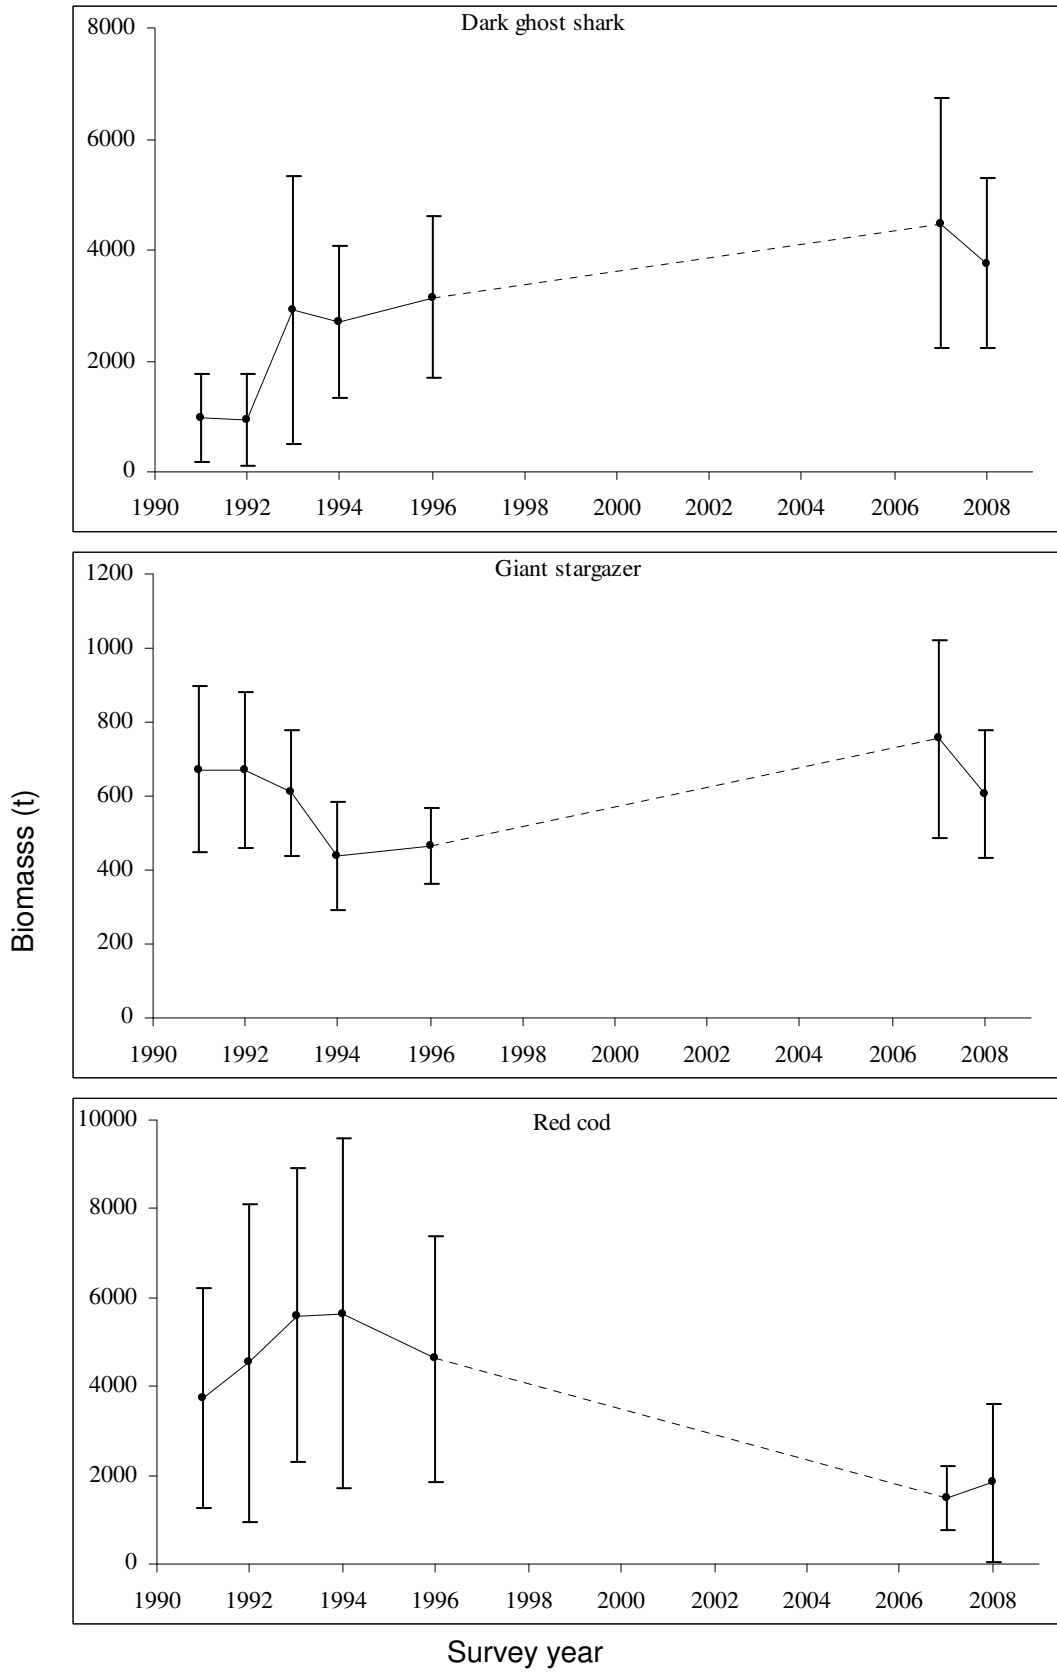 Dark ghost shark
8000
6000
4000
2000
0
1990 1992 1994 1996 1998 2000 2002 2004 2006 2008
Giant stargazer
1200
1000
800
600
400
200
0
1990 1992 1994 1996 1998 2000 2002 2004 2006 2008
Biomasss (t)
Red cod
10000
8000
6000
4000
2000
0
1990 1992 1994 1996 1998 2000 2002 2004 2006 2008
Survey year